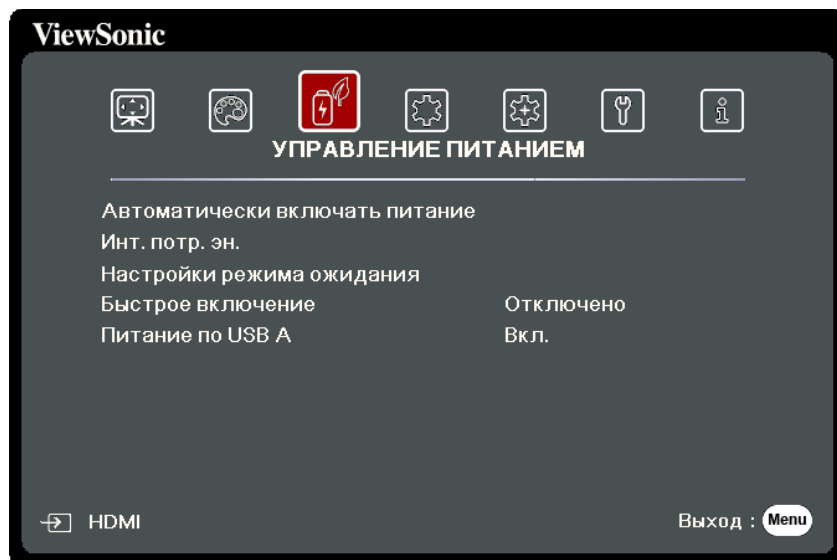 ViewSonic
УПРАВЛЕНИЕ ПИТАНИЕМ
Автоматически включать питание
Инт. потр. эн.
Настройки режима ожидания
Быстрое включение Отключено
Питание по USB A Вкл.
HDMI Выход : Menu